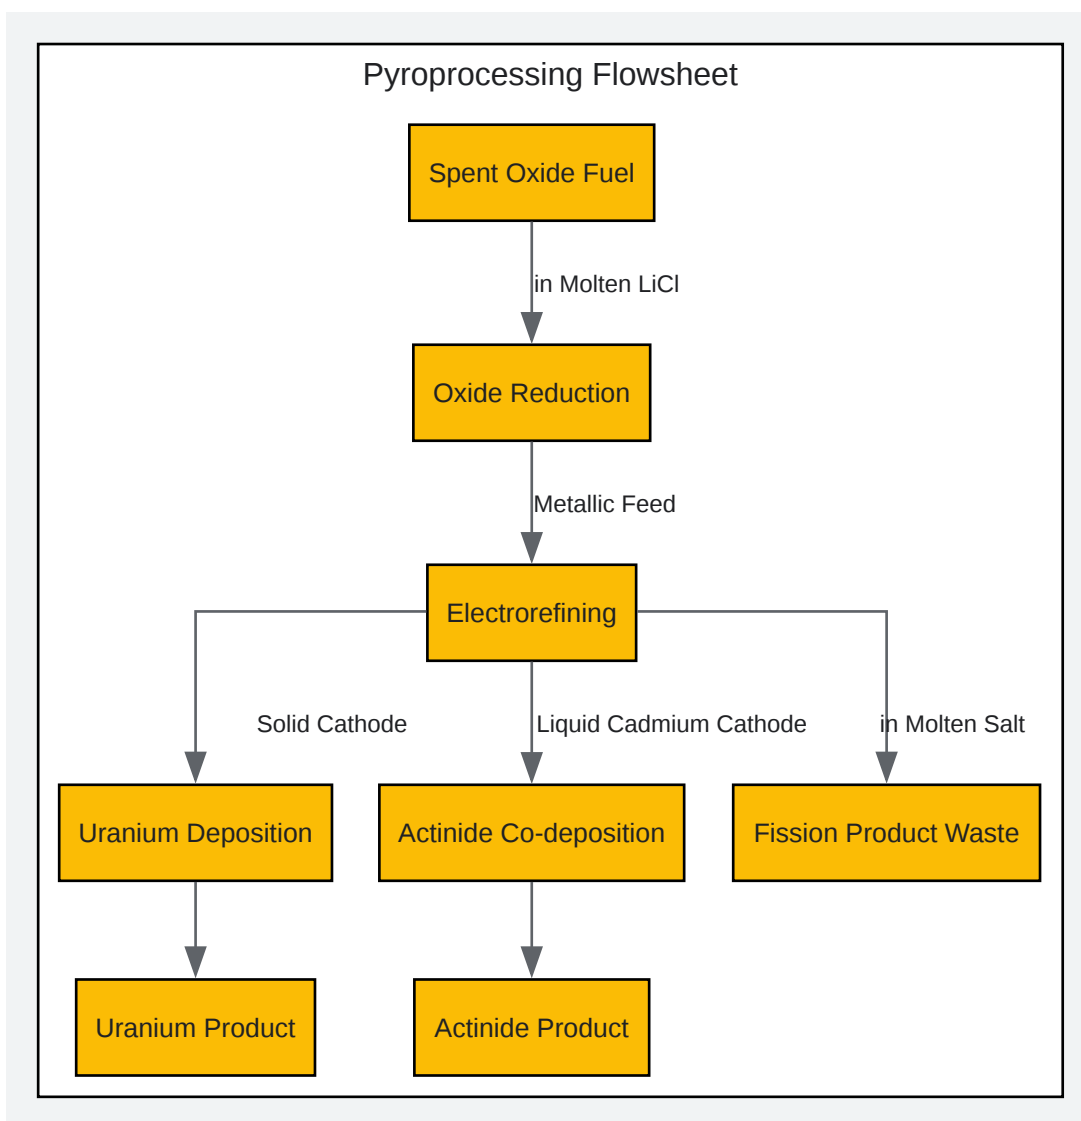 Pyroprocessing Flowsheet
Spent Oxide Fuel
in Molten LiCl
Oxide Reduction
Metallic Feed
Electrorefining
Solid Cathode
Liquid Cadmium Cathode
in Molten Salt
Uranium Deposition
Actinide Co-deposition
Fission Product Waste
Uranium Product
Actinide Product